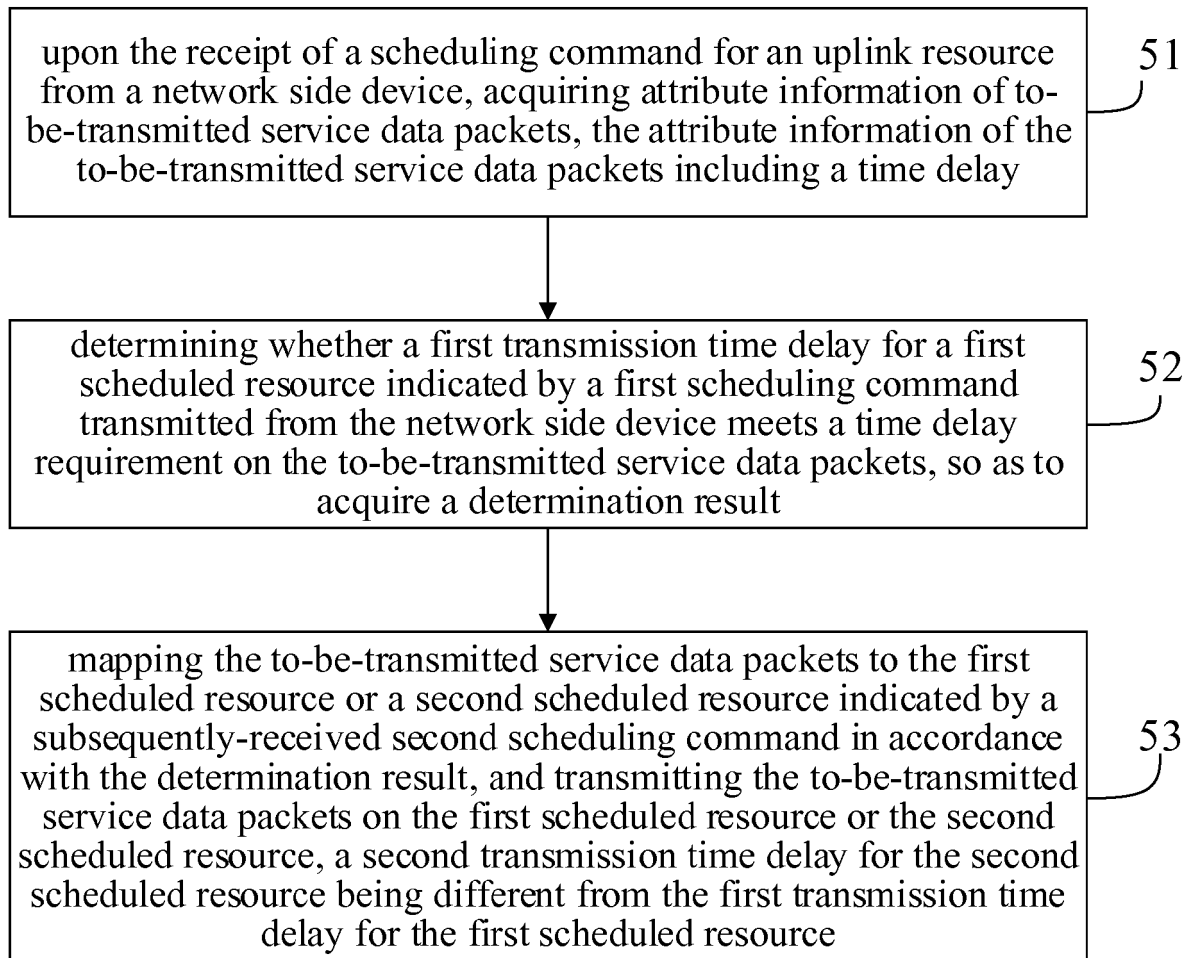 upon the receipt of a scheduling command for an uplink resource
from a network side device, acquiring attribute information of to-
be-transmitted service data packets, the attribute information of the
to-be-transmitted service data packets including a time delay
51
determining whether a first transmission time delay for a first
scheduled resource indicated by a first scheduling command
transmitted from the network side device meets a time delay
requirement on the to-be-transmitted service data packets, so as to
acquire a determination result
52
mapping the to-be-transmitted service data packets to the first
scheduled resource or a second scheduled resource indicated by a
subsequently-received second scheduling command in accordance
with the determination result, and transmitting the to-be-transmitted
service data packets on the first scheduled resource or the second
scheduled resource, a second transmission time delay for the second
scheduled resource being different from the first transmission time
delay for the first scheduled resource
53